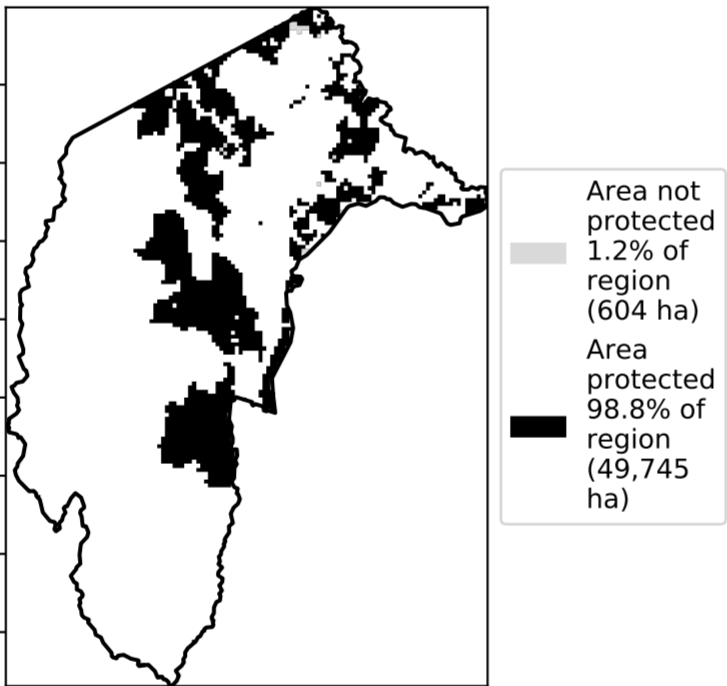 Area not
protected
1.2% of
region
(604 ha)
Area
protected
98.8% of
region
(49,745
ha)